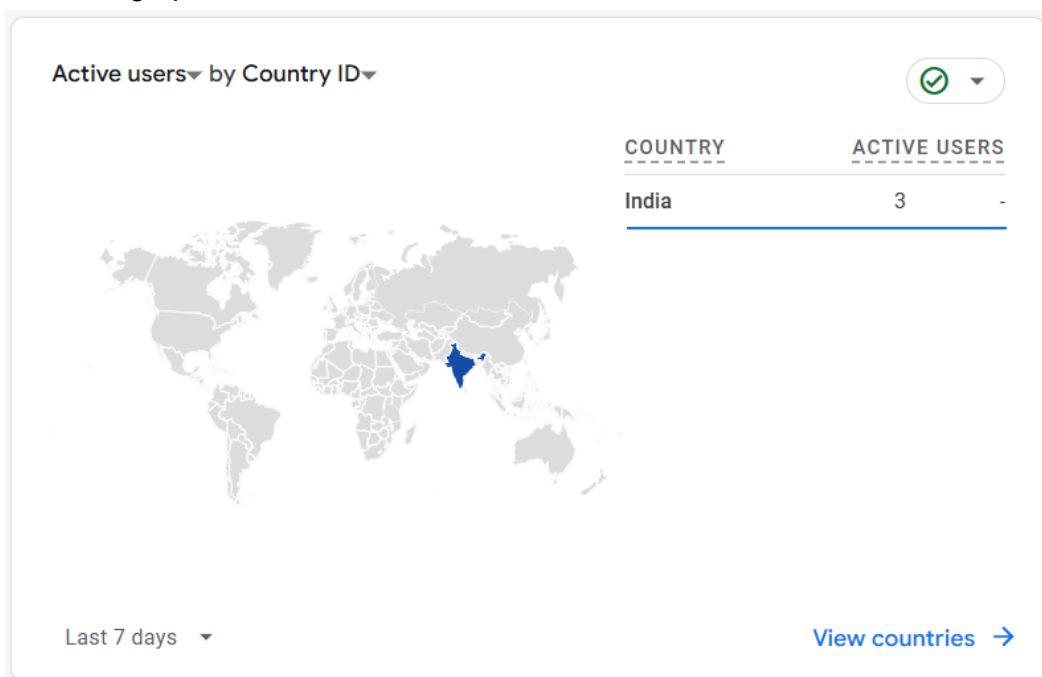 Active users by Country ID
COUNTRY ACTIVE USERS
India 3 -
Last 7 days
View countries →